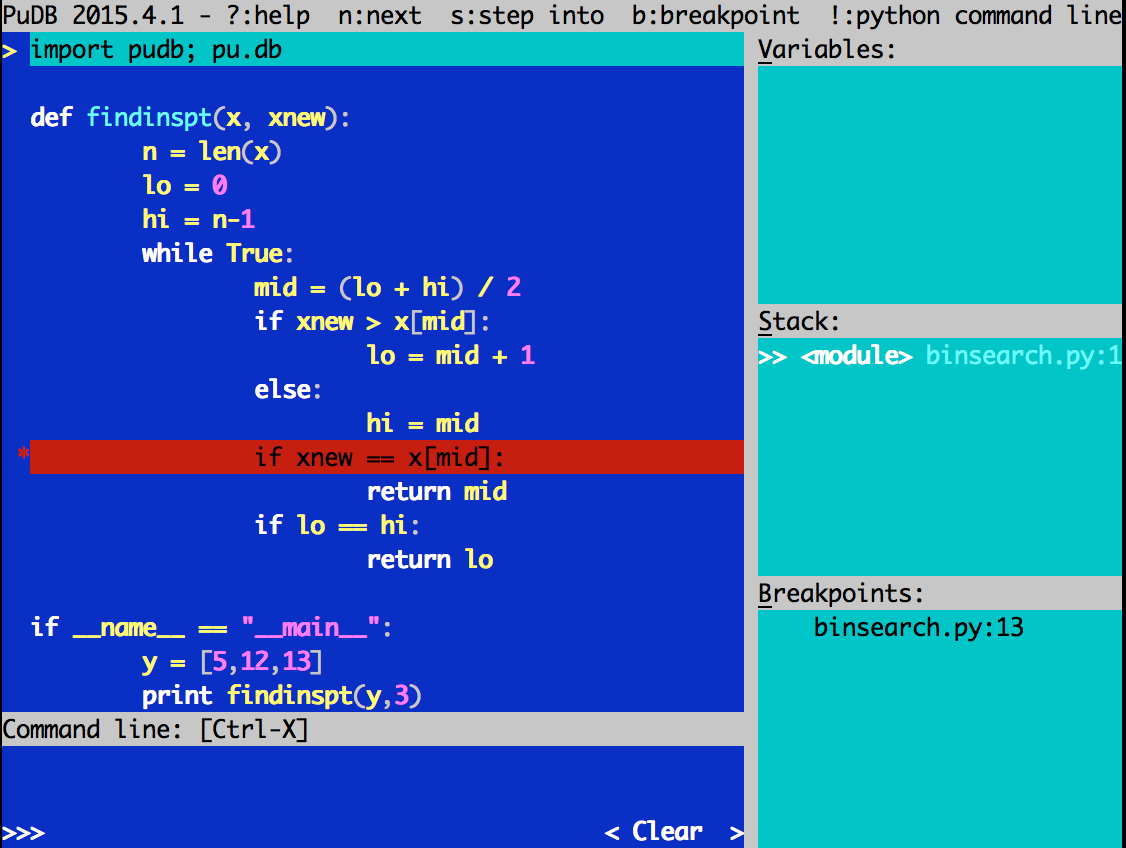 PuDB 2015.4.1 - ?:help  n:next  s:step into  b:breakpoint  !:python command line
> import pudb; pu.db
def findinspt(x, xnew):
        n = len(x)
        lo = 0
        hi = n-1
        while True:
                mid = (lo + hi) / 2
                if xnew > x[mid]:
                        lo = mid + 1
                else:
                        hi = mid
*               if xnew == x[mid]:
                        return mid
                if lo == hi:
                        return lo
if __name__ == "__main__":
        y = [5,12,13]
        print findinspt(y,3)
Command line: [Ctrl-X]
>>> < Clear  >
Variables:
Stack:
>> <module> binsearch.py:1
Breakpoints:
binsearch.py:13